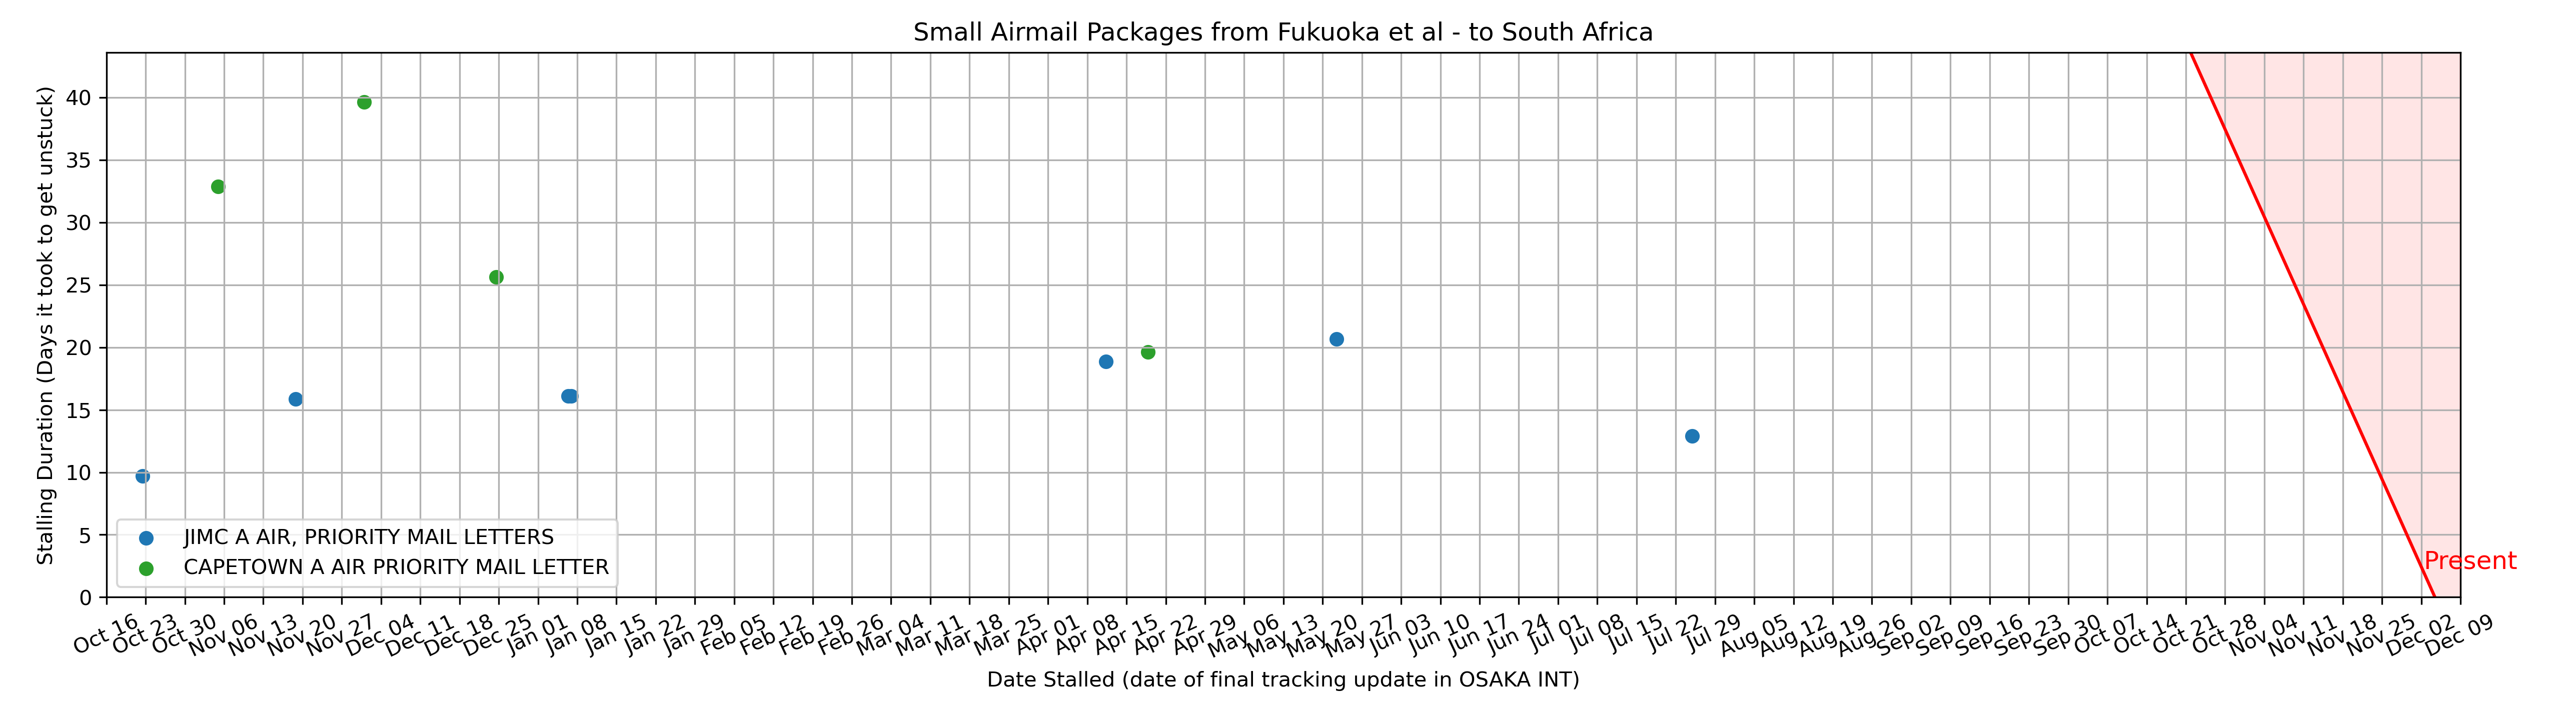 Small Airmail Packages from Fukuoka et al - to South Africa
Stalling Duration (Days it took to get unstuck)
40
35
30
25
20
15
10
5
0
JIMC A AIR, PRIORITY MAIL LETTERS
CAPETOWN A AIR PRIORITY MAIL LETTER
Present
Oct 16
Oct 23
Oct 30
Nov 06
Nov 13
Nov 20
Nov 27
Dec 04
Dec 11
Dec 18
Dec 25
Jan 01
Jan 08
Jan 15
Jan 22
Jan 29
Feb 05
Feb 12
Feb 19
Feb 26
Mar 04
Mar 11
Mar 18
Mar 25
Apr 01
Apr 08
Apr 15
Apr 22
Apr 29
May 06
May 13
May 20
May 27
Jun 03
Jun 10
Jun 17
Jun 24
Jul 01
Jul 08
Jul 15
Jul 22
Jul 29
Aug 05
Aug 12
Aug 19
Aug 26
Sep 02
Sep 09
Sep 16
Sep 23
Sep 30
Oct 07
Oct 14
Oct 21
Oct 28
Nov 04
Nov 11
Nov 18
Nov 25
Dec 02
Dec 09
Date Stalled (date of final tracking update in OSAKA INT)